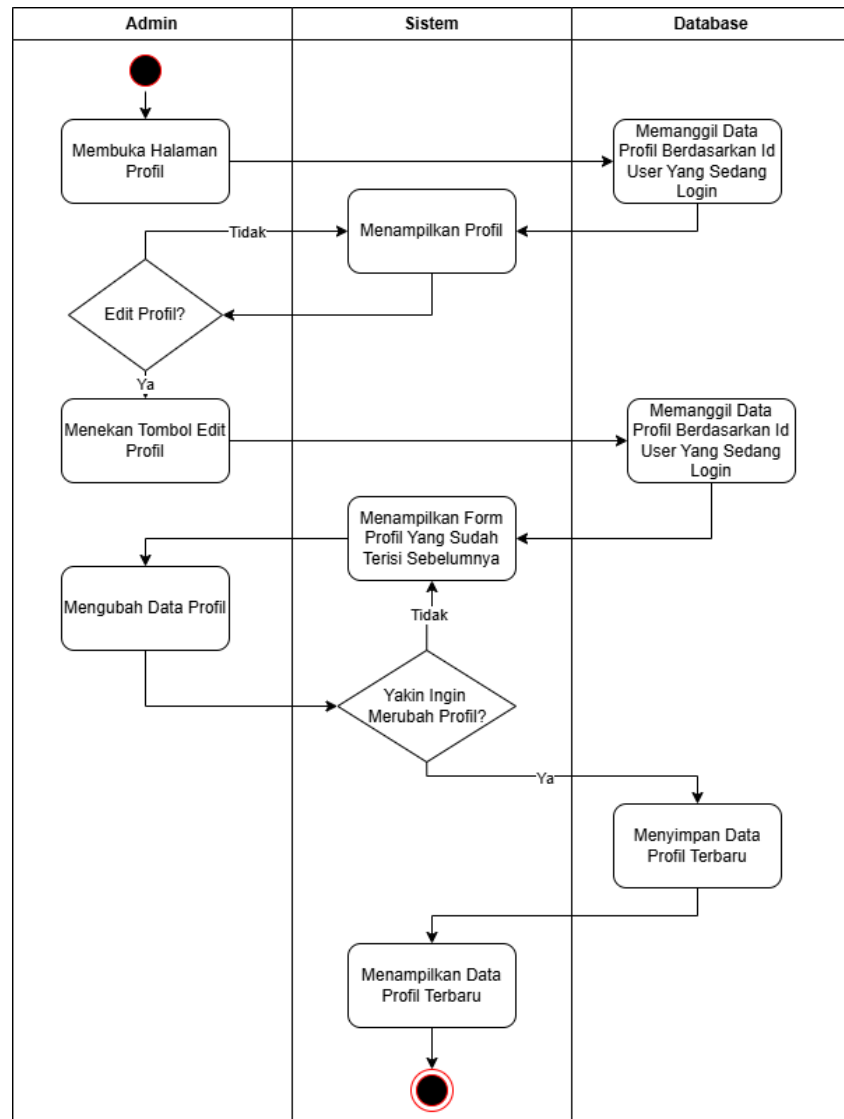 Admin
Sistem
Database
Membuka Halaman
Profil
Memanggil Data
Profil Berdasarkan Id
User Yang Sedang
Login
Tidak
Menampilkan Profil
Edit Profil?
Ya
Menekan Tombol Edit
Profil
Memanggil Data
Profil Berdasarkan Id
User Yang Sedang
Login
Menampilkan Form
Profil Yang Sudah
Terisi Sebelumnya
Mengubah Data Profil
Tidak
Yakin Ingin
Merubah Profil?
Ya
Menyimpan Data
Profil Terbaru
Menampilkan Data
Profil Terbaru